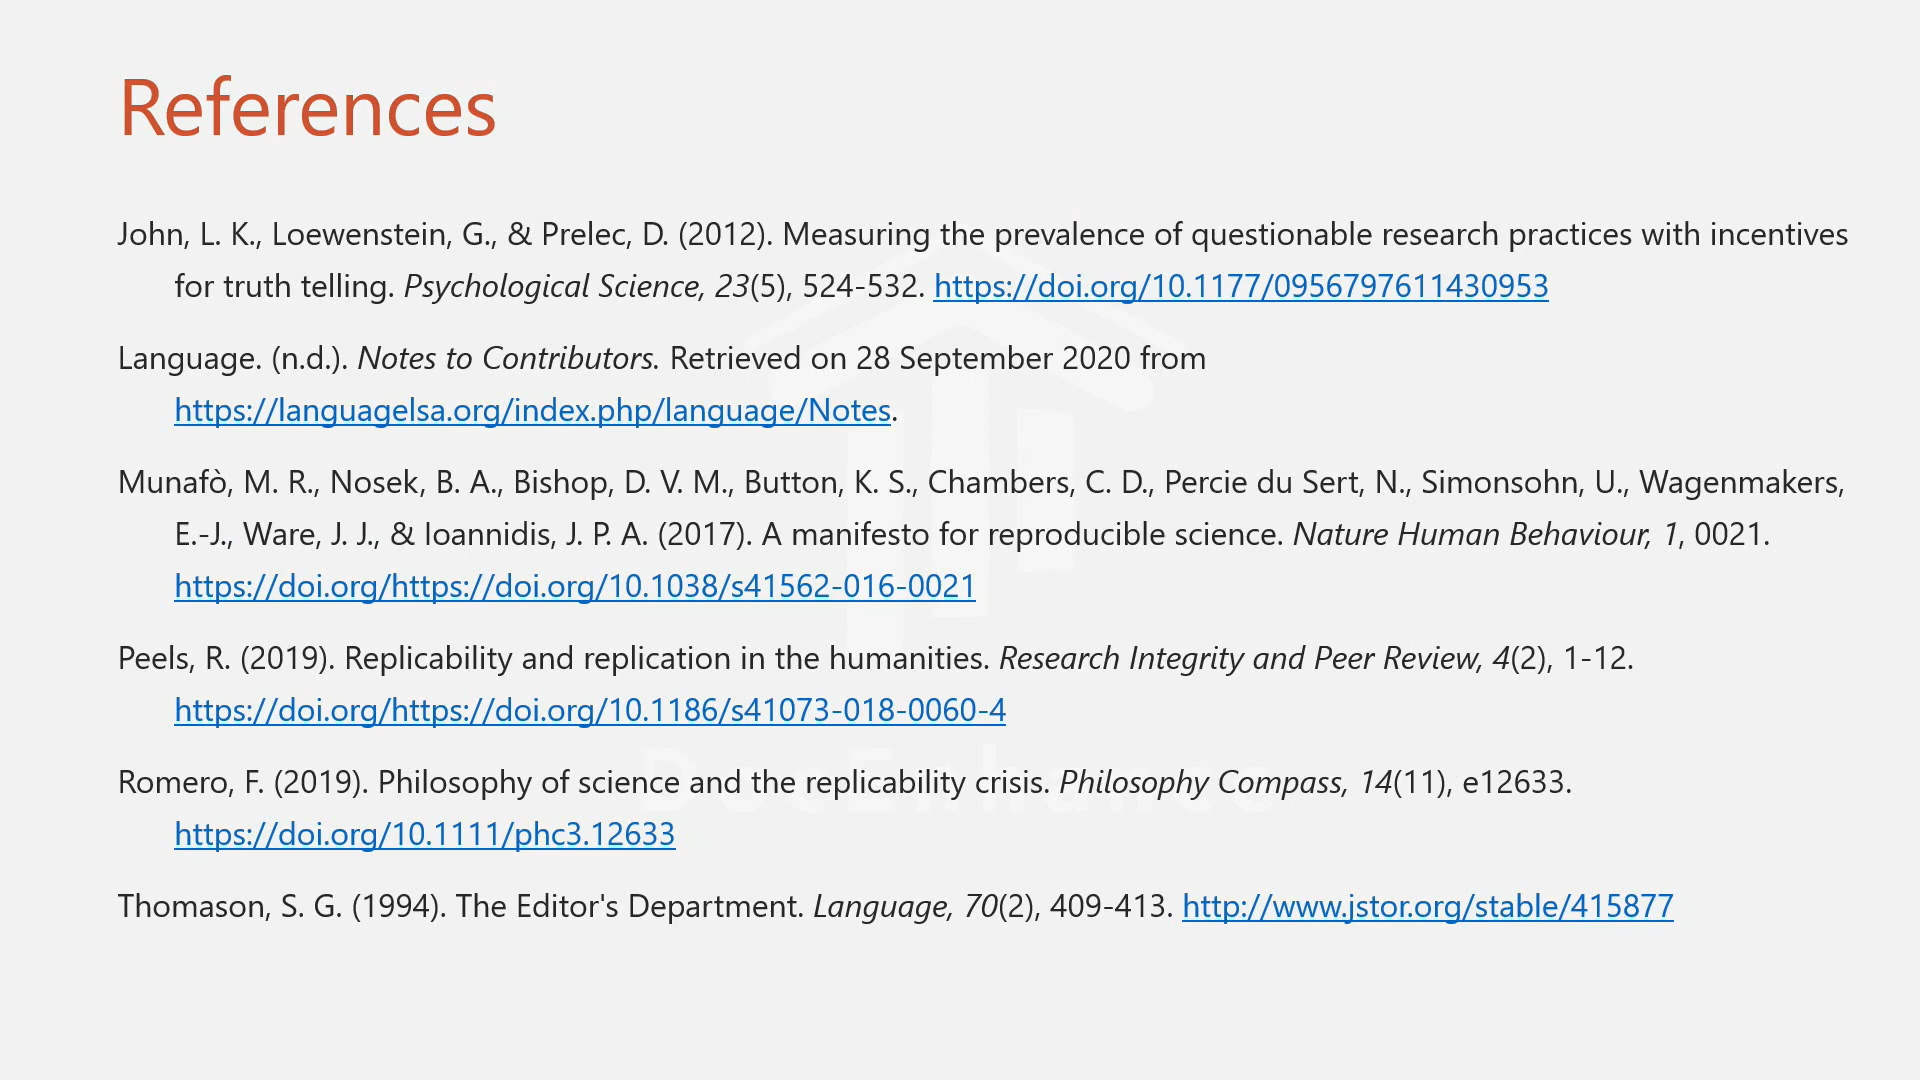 References
John, L. K., Loewenstein, G., & Prelec, D. (2012). Measuring the prevalence of questionable research practices with incentives
for truth telling. Psychological Science, 23(5), 524-532. https://doi.org/10.1177/0956797611430953
Language. (n.d.). Notes to Contributors. Retrieved on 28 September 2020 from
https://languagelsa.org/index.php/language/Notes.
Munafò, M. R., Nosek, B. A., Bishop, D. V. M., Button, K. S., Chambers, C. D., Percie du Sert, N., Simonsohn, U., Wagenmakers,
E.-J., Ware, J. J., & Ioannidis, J. P. A. (2017). A manifesto for reproducible science. Nature Human Behaviour, 1, 0021.
https://doi.org/https://doi.org/10.1038/s41562-016-0021
Peels, R. (2019). Replicability and replication in the humanities. Research Integrity and Peer Review, 4(2), 1-12.
https://doi.org/https://doi.org/10.1186/s41073-018-0060-4
DocEnhance
Romero, F. (2019). Philosophy of science and the replicability crisis. Philosophy Compass, 14(11), e12633.
https://doi.org/10.1111/phc3.12633
Thomason, S. G. (1994). The Editor's Department. Language, 70(2), 409-413. http://www.jstor.org/stable/415877